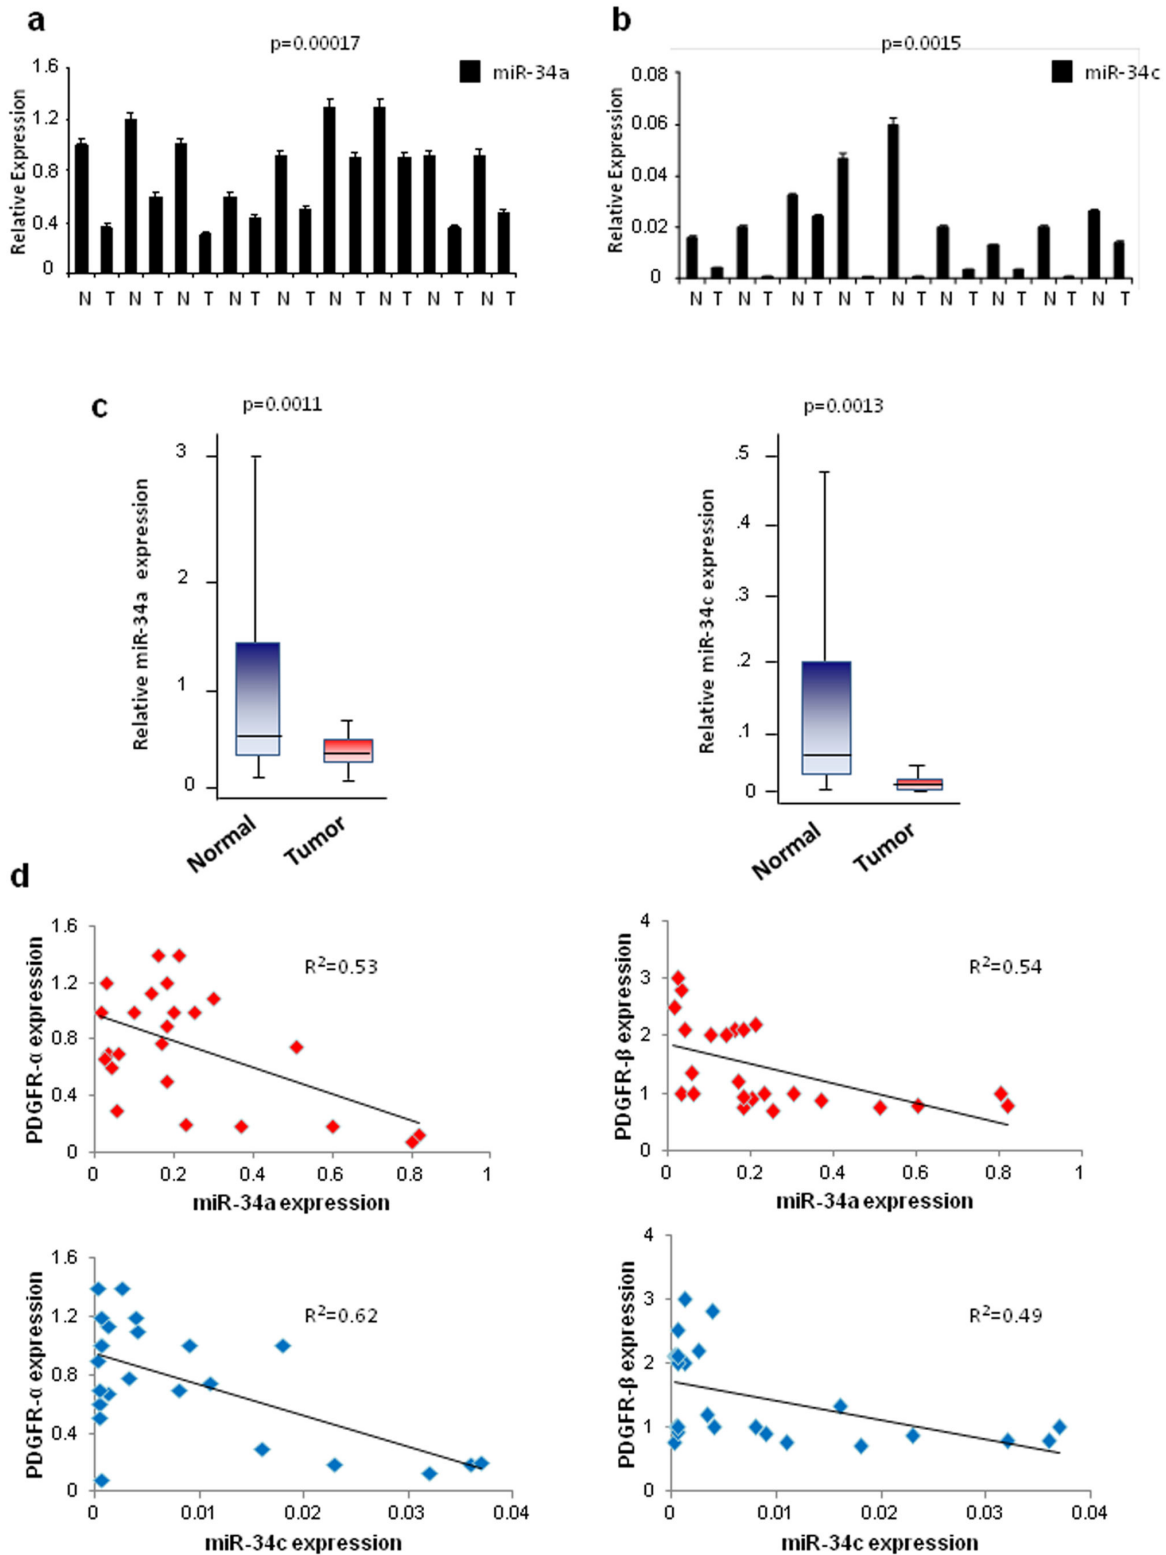 a
p=0.00017
miR-34a
Relative Expression
1.6
1.2
0.8
0.4
0
N T N T N T N T N T N T N T N T N T
b
p=0.0015
miR-34c
Relative Expression
0.08
0.06
0.04
0.02
0
N T N T N T N T N T N T N T N T N T
c
p=0.0011
Relative miR-34a expression
3
2
1
0
Normal
Tumor
p=0.0013
Relative miR-34c expression
.5
.4
.3
.2
.1
0
Normal
Tumor
d
PDGFR-α expression
1.6
1.2
0.8
0.4
0
R²=0.53
0 0.2 0.4 0.6 0.8 1
miR-34a expression
PDGFR-β expression
4
3
2
1
0
R²=0.54
0 0.2 0.4 0.6 0.8 1
miR-34a expression
PDGFR-α expression
1.6
1.2
0.8
0.4
0
R²=0.62
0 0.01 0.02 0.03 0.04
miR-34c expression
PDGFR-β expression
4
3
2
1
0
R²=0.49
0 0.01 0.02 0.03 0.04
miR-34c expression